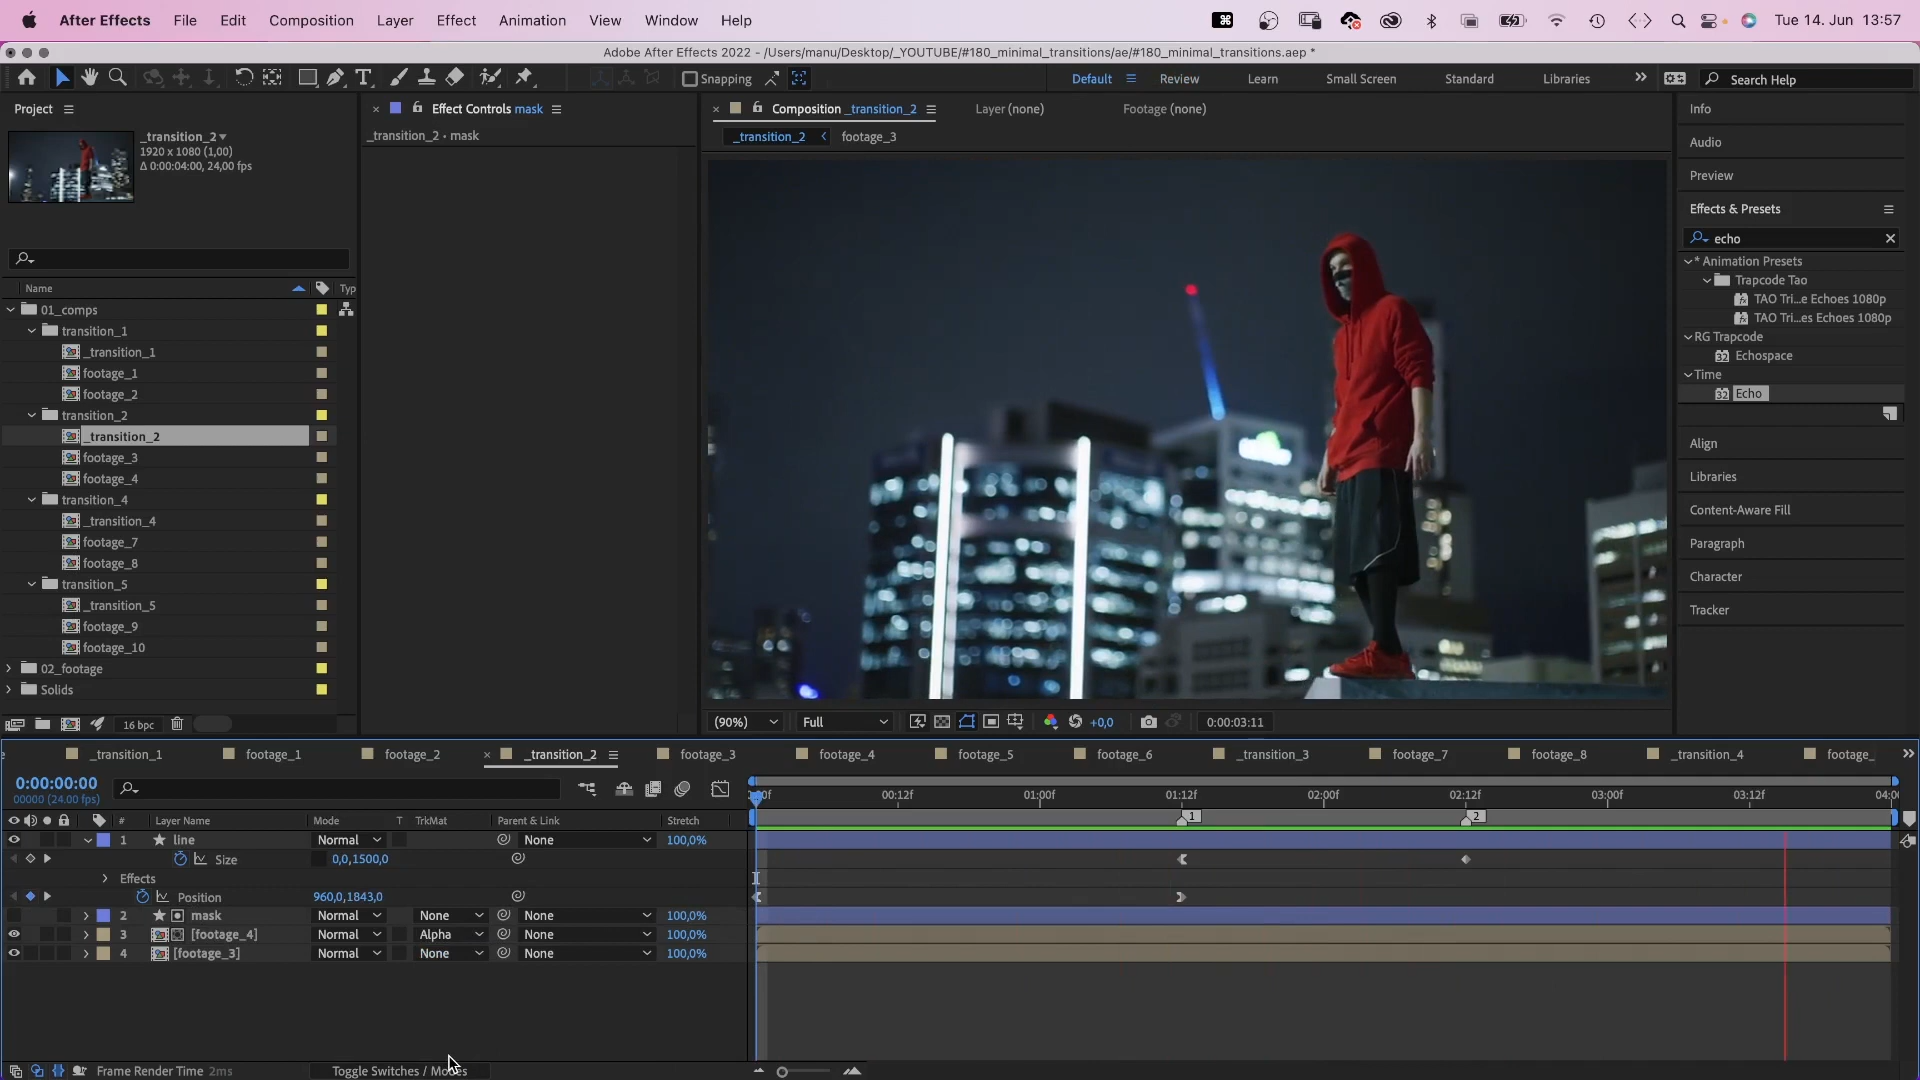 After Effects File Edit Composition Layer Effect Animation View Window Help Tue 14. Jun 13:57
Adobe After Effects 2022 - /Users/manu/Desktop/_YOUTUBE/#180_minimal_transitions/ae/#180_minimal_transitions.aep *
Snapping Default Review Learn Small Screen Standard Libraries Search Help
Project
_transition_2
1920 x 1080 (1,00)
Δ 0:00:04:00, 24,00 fps
Name Typ
01_comps
transition_1
_transition_1
footage_1
footage_2
transition_2
_transition_2
footage_3
footage_4
transition_4
_transition_4
footage_7
footage_8
transition_5
_transition_5
footage_9
footage_10
02_footage
Solids
16 bpc
Effect Controls mask
_transition_2 • mask
Composition _transition_2 Layer (none) Footage (none)
_transition_2 footage_3
(90%) Full +0,0 0:00:03:11
Info
Audio
Preview
Effects & Presets
echo
* Animation Presets
Trapcode Tao
TAO Tri...e Echoes 1080p
TAO Tri...es Echoes 1080p
RG Trapcode
32 Echospace
Time
32 Echo
Align
Libraries
Content-Aware Fill
Paragraph
Character
Tracker
_transition_1 footage_1 footage_2 _transition_2 footage_3 footage_4 footage_5 footage_6 _transition_3 footage_7 footage_8 _transition_4 footage_
0:00:00:00
00000 (24.00 fps)
00:12f 01:00f 01:12f 02:00f 02:12f 03:00f 03:12f 04:0
# Layer Name Mode T TrkMat Parent & Link Stretch 1 2
1 line Normal None 100,0%
Size 0,0,1500,0
Effects
Position 960,0,1843,0
2 mask Normal None None 100,0%
3 [footage_4] Normal Alpha None 100,0%
4 [footage_3] Normal None None 100,0%
Frame Render Time 2ms Toggle Switches / Modes